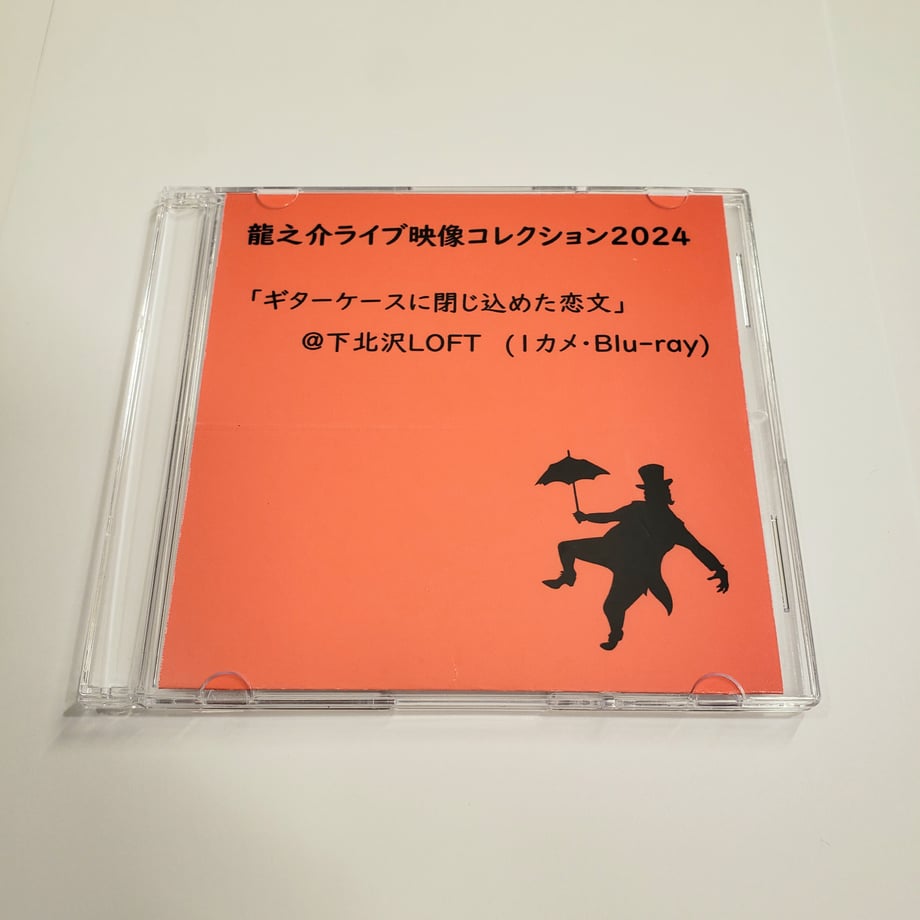 龍之介ライブ映像コレクション2024
「ギターケースに閉じ込めた恋文」
@下北沢LOFT (1カメ・Blu-ray)